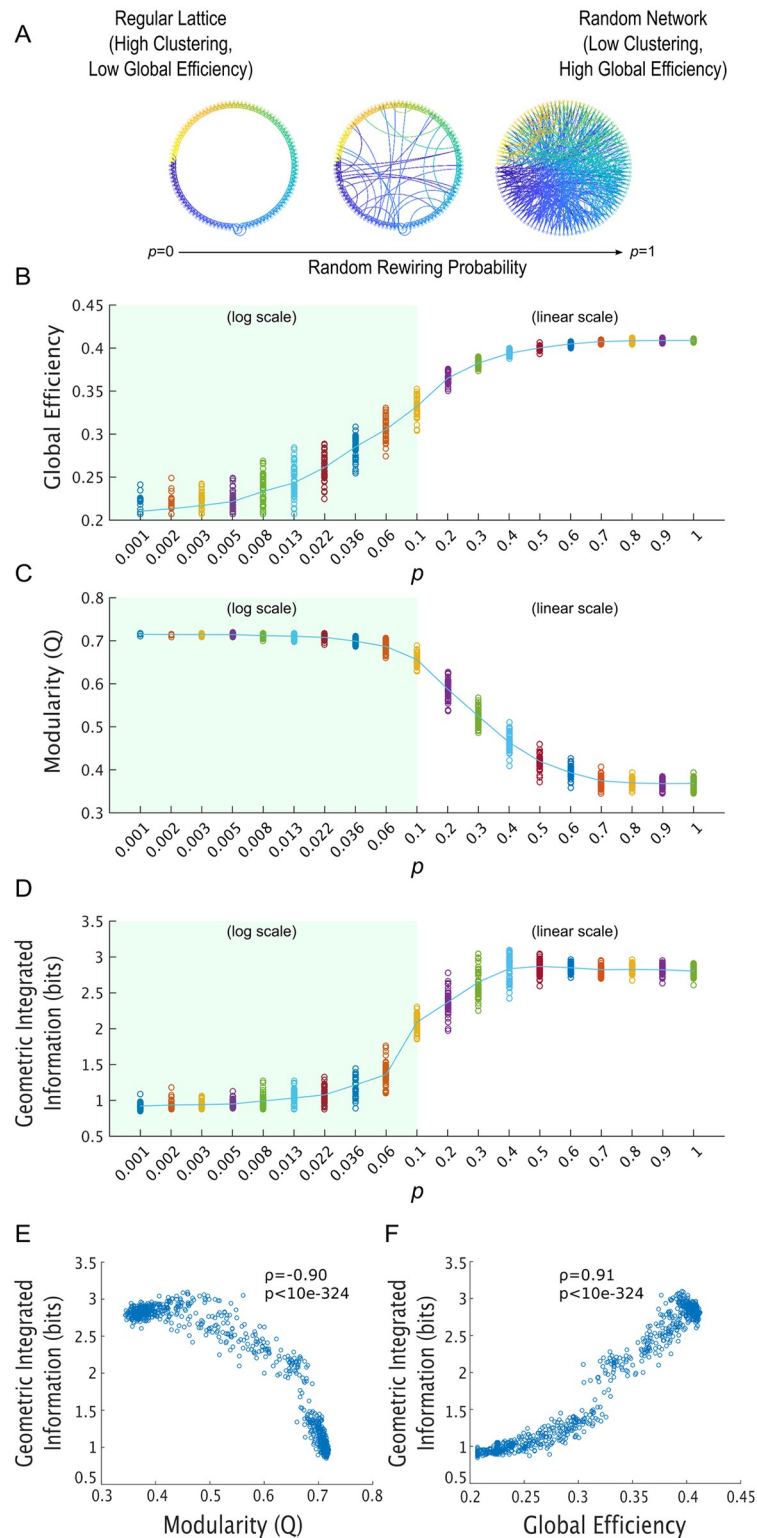 A
Regular Lattice
(High Clustering,
Low Global Efficiency)
Random Network
(Low Clustering,
High Global Efficiency)
p=0
p=1
Random Rewiring Probability
B
(log scale)
(linear scale)
Global Efficiency
0.45
0.4
0.35
0.3
0.25
0.2
0.001
0.002
0.003
0.005
0.008
0.013
0.022
0.036
0.06
0.1
0.2
0.3
0.4
0.5
0.6
0.7
0.8
0.9
1
p
C
(log scale)
(linear scale)
Modularity (Q)
0.8
0.7
0.6
0.5
0.4
0.3
0.001
0.002
0.003
0.005
0.008
0.013
0.022
0.036
0.06
0.1
0.2
0.3
0.4
0.5
0.6
0.7
0.8
0.9
1
p
D
(log scale)
(linear scale)
Geometric Integrated
Information (bits)
3.5
3
2.5
2
1.5
1
0.5
0.001
0.002
0.003
0.005
0.008
0.013
0.022
0.036
0.06
0.1
0.2
0.3
0.4
0.5
0.6
0.7
0.8
0.9
1
p
E
Geometric Integrated
Information (bits)
3.5
3
2.5
2
1.5
1
0.5
ρ=-0.90
p<10e-324
0.3
0.4
0.5
0.6
0.7
0.8
Modularity (Q)
F
Geometric Integrated
Information (bits)
3.5
3
2.5
2
1.5
1
0.5
ρ=0.91
p<10e-324
0.2
0.25
0.3
0.35
0.4
0.45
Global Efficiency